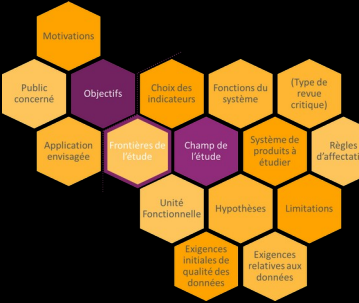 Motivations
Public
concerné
Objectifs
Choix des
indicateurs
Fonctions du
système
(Type de
revue
critique)
Application
envisagée
Frontières de
l'étude
Champ de
l'étude
Système de
produits à
étudier
Règles
d'affectati
Unité
Fonctionnelle
Hypothèses
Limitations
Exigences
initiales de
qualité des
données
Exigences
relatives aux
données